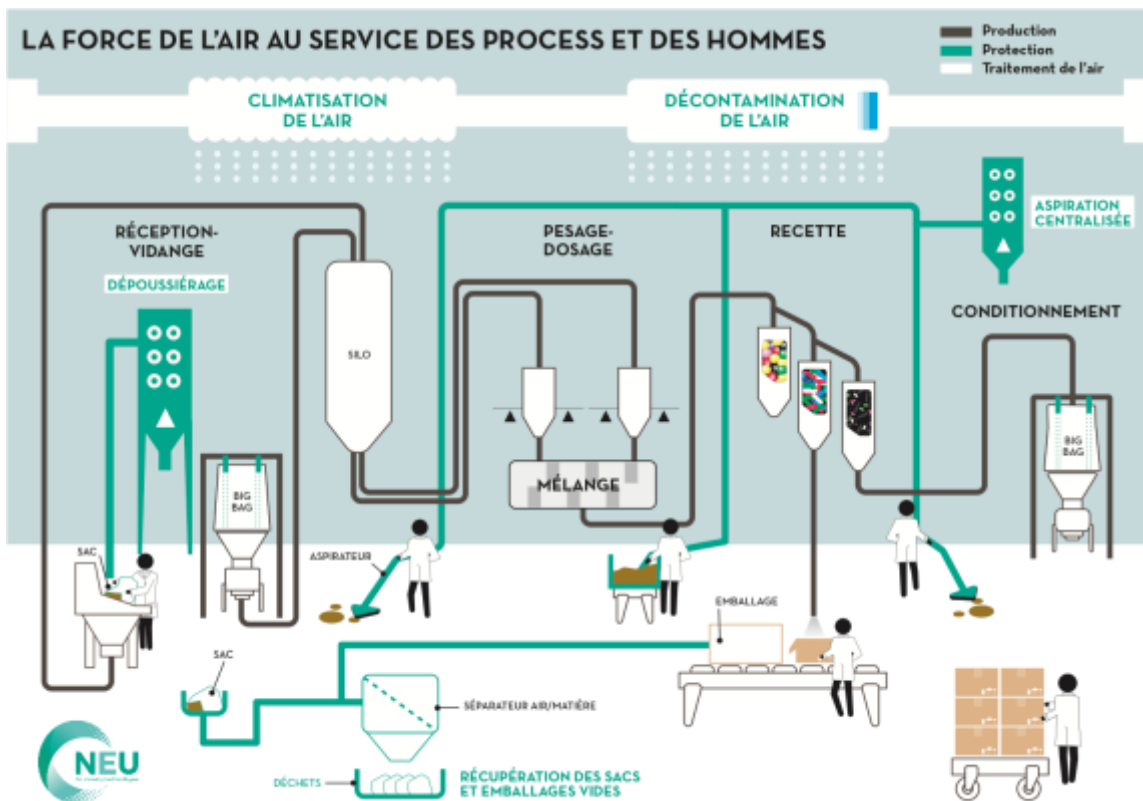 LA FORCE DE L'AIR AU SERVICE DES PROCESS ET DES HOMMES
Production
Protection
Traitement de l'air
CLIMATISATION
DE L'AIR
DÉCONTAMINATION
DE L'AIR
ASPIRATION
CENTRALISÉE
RÉCEPTION-
VIDANGE
PESAGE-
DOSAGE
RECETTE
DÉPOUSSIÉRAGE
CONDITIONNEMENT
SILO
BIG
BAG
MÉLANGE
BIG
BAG
SAC
ASPIRATEUR
EMBALLAGE
SAC
SÉPARATEUR AIR/MATIÈRE
NEU
DÉCHETS
RÉCUPÉRATION DES SACS
ET EMBALLAGES VIDES